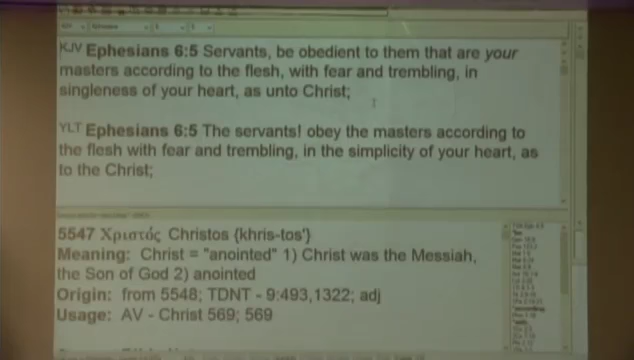 KJV Ephesians 6:5 Servants, be obedient to them that are your
masters according to the flesh, with fear and trembling, in
singleness of your heart, as unto Christ;
YLT Ephesians 6:5 The servants! obey the masters according to
the flesh with fear and trembling, in the simplicity of your heart, as
to the Christ;
5547 Χριστός Christos {khris-tos'}
Meaning: Christ = "anointed" 1) Christ was the Messiah,
the Son of God 2) anointed
Origin: from 5548; TDNT - 9:493,1322; adj
Usage: AV - Christ 569; 569